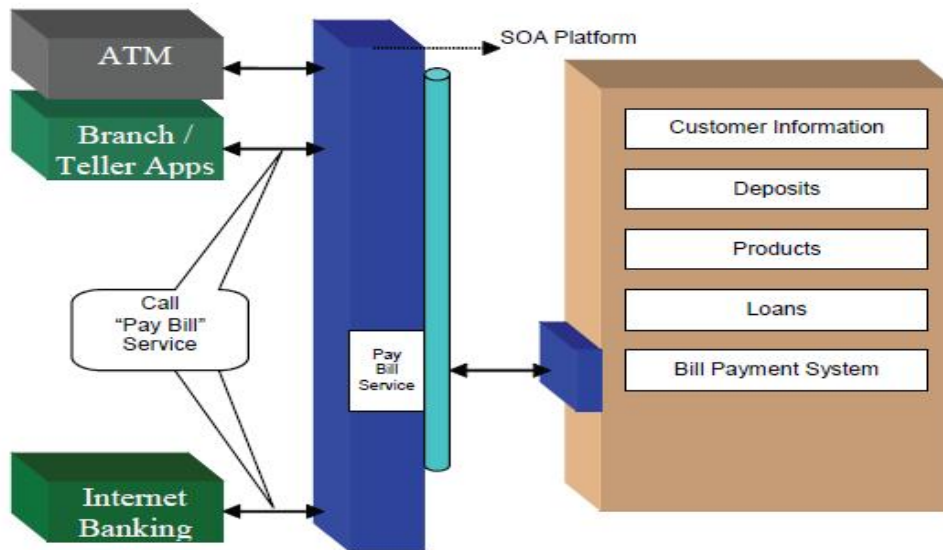 ATM
SOA Platform
Branch /
Teller Apps
Customer Information
Deposits
Products
Loans
Bill Payment System
Call
“Pay Bill”
Service
Pay
Bill
Service
Internet
Banking